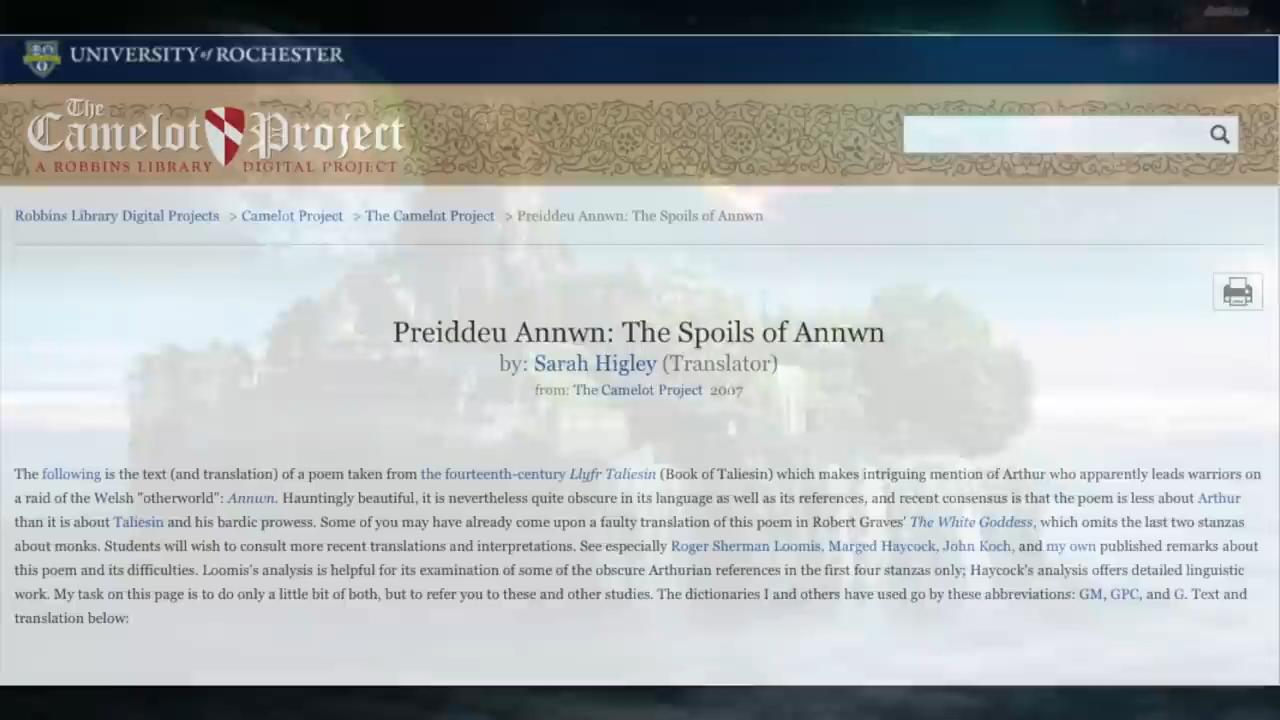 UNIVERSITY of ROCHESTER
The
Camelot Project
A ROBBINS LIBRARY DIGITAL PROJECT
Robbins Library Digital Projects > Camelot Project > The Camelot Project > Preiddeu Annwn: The Spoils of Annwn
Preiddeu Annwn: The Spoils of Annwn
by: Sarah Higley (Translator)
from: The Camelot Project 2007
The following is the text (and translation) of a poem taken from the fourteenth-century Llyfr Taliesin (Book of Taliesin) which makes intriguing mention of Arthur who apparently leads warriors on
a raid of the Welsh "otherworld": Annwn. Hauntingly beautiful, it is nevertheless quite obscure in its language as well as its references, and recent consensus is that the poem is less about Arthur
than it is about Taliesin and his bardic prowess. Some of you may have already come upon a faulty translation of this poem in Robert Graves' The White Goddess, which omits the last two stanzas
about monks. Students will wish to consult more recent translations and interpretations. See especially Roger Sherman Loomis, Marged Haycock, John Koch, and my own published remarks about
this poem and its difficulties. Loomis's analysis is helpful for its examination of some of the obscure Arthurian references in the first four stanzas only; Haycock's analysis offers detailed linguistic
work. My task on this page is to do only a little bit of both, but to refer you to these and other studies. The dictionaries I and others have used go by these abbreviations: GM, GPC, and G. Text and
translation below: